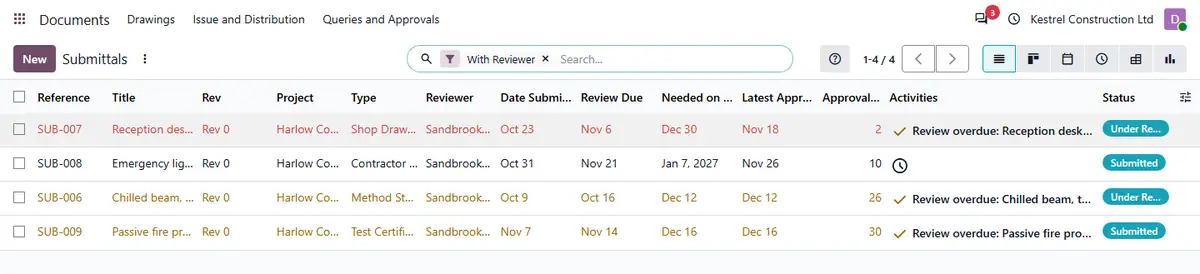 Documents Drawings Issue and Distribution Queries and Approvals 3 Kestrel Construction Ltd D
New Submittals With Reviewer × Search... 1-4 / 4
Reference Title Rev Project Type Reviewer Date Submi... Review Due Needed on ... Latest Appr... Approval... Activities Status
SUB-007 Reception des... Rev 0 Harlow Co... Shop Draw... Sandbrook... Oct 23 Nov 6 Dec 30 Nov 18 2 Review overdue: Reception desk... Under Re...
SUB-008 Emergency lig... Rev 0 Harlow Co... Contractor ... Sandbrook... Oct 31 Nov 21 Jan 7, 2027 Nov 26 10 Submitted
SUB-006 Chilled beam, ... Rev 0 Harlow Co... Method St... Sandbrook... Oct 9 Oct 16 Dec 12 Dec 12 26 Review overdue: Chilled beam, t... Under Re...
SUB-009 Passive fire pr... Rev 0 Harlow Co... Test Certifi... Sandbrook... Nov 7 Nov 14 Dec 16 Dec 16 30 Review overdue: Passive fire pro... Submitted